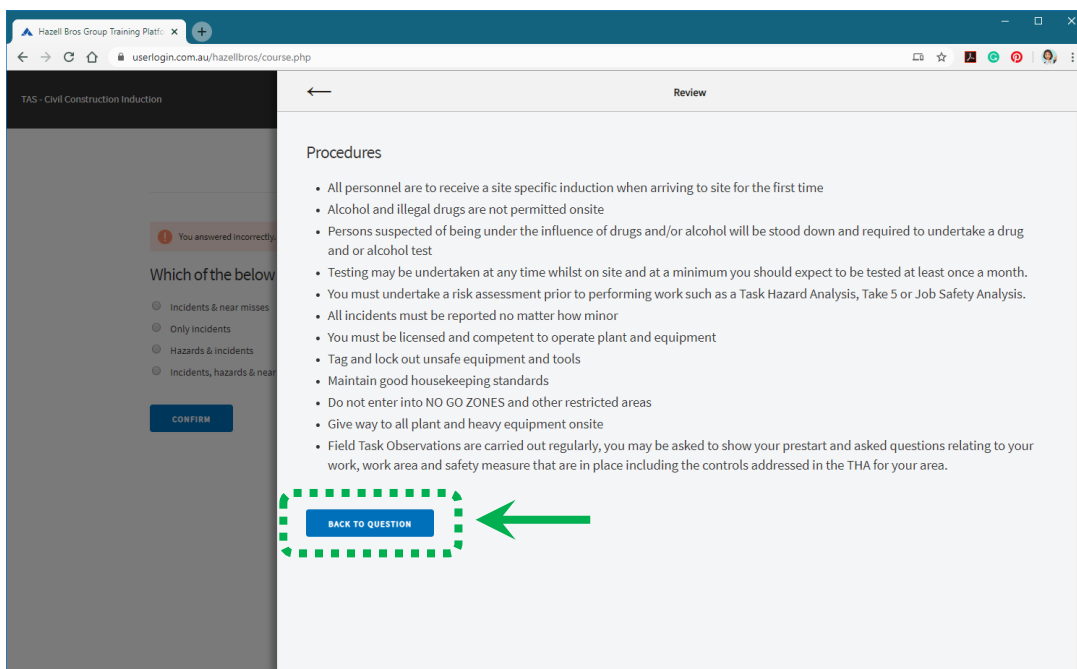 Hazell Bros Group Training Platfo
userlogin.com.au/hazellbros/course.php
TAS - Civil Construction Induction
Review
You answered incorrectly.
Which of the below
Incidents & near misses
Only incidents
Hazards & incidents
Incidents, hazards & near
CONFIRM
Procedures
• All personnel are to receive a site specific induction when arriving to site for the first time
• Alcohol and illegal drugs are not permitted onsite
• Persons suspected of being under the influence of drugs and/or alcohol will be stood down and required to undertake a drug
and or alcohol test
• Testing may be undertaken at any time whilst on site and at a minimum you should expect to be tested at least once a month.
• You must undertake a risk assessment prior to performing work such as a Task Hazard Analysis, Take 5 or Job Safety Analysis.
• All incidents must be reported no matter how minor
• You must be licensed and competent to operate plant and equipment
• Tag and lock out unsafe equipment and tools
• Maintain good housekeeping standards
• Do not enter into NO GO ZONES and other restricted areas
• Give way to all plant and heavy equipment onsite
• Field Task Observations are carried out regularly, you may be asked to show your prestart and asked questions relating to your
work, work area and safety measure that are in place including the controls addressed in the THA for your area.
BACK TO QUESTION